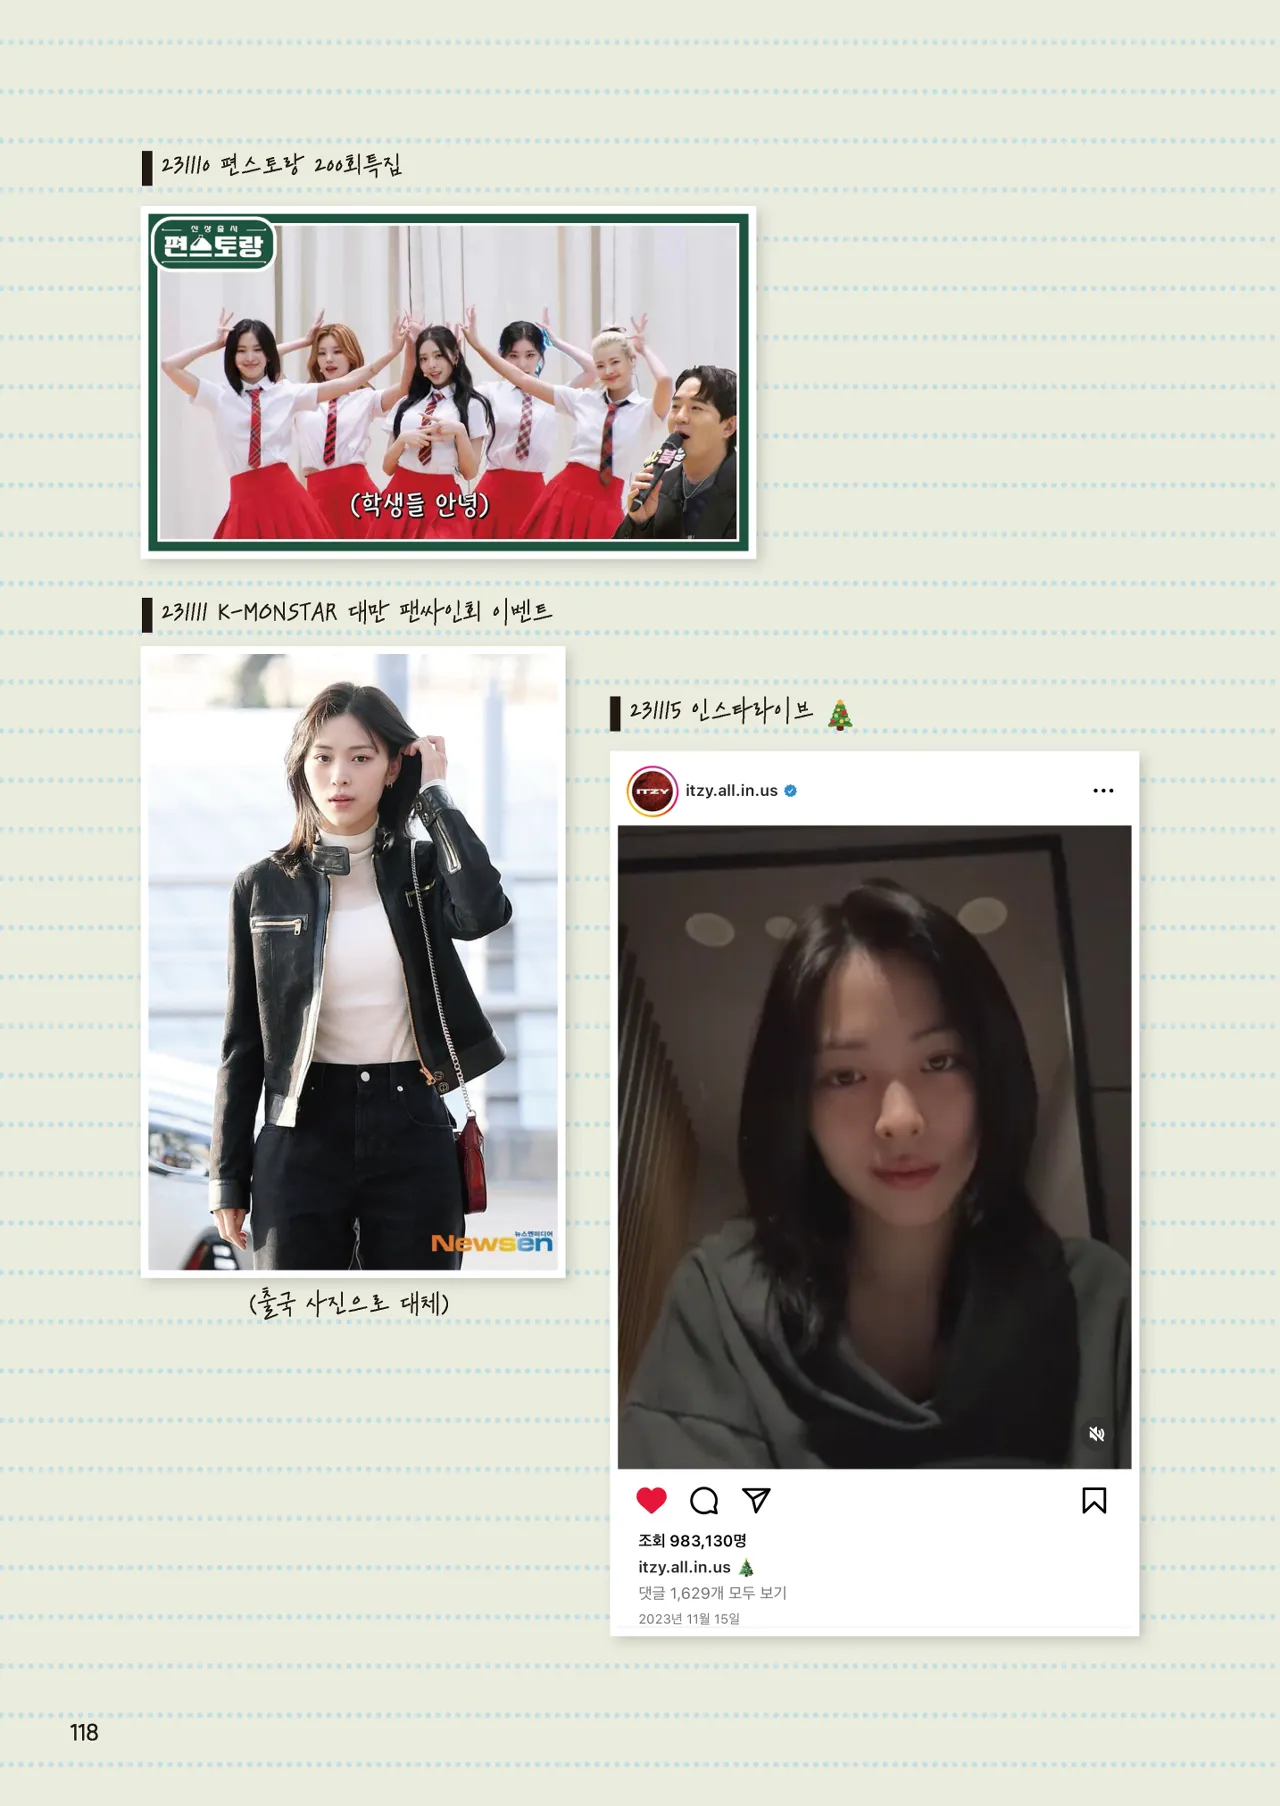 231110 편스토랑 200회특집
신상출시
편스토랑
(학생들 안녕)
231111 K-MONSTAR 대만 팬싸인회 이벤트
뉴스엔미디어
Newsen
(출국 사진으로 대체)
231115 인스타라이브 🎄
ITZY
itzy.all.in.us
조회 983,130명
itzy.all.in.us 🎄
댓글 1,629개 모두 보기
2023년 11월 15일
118